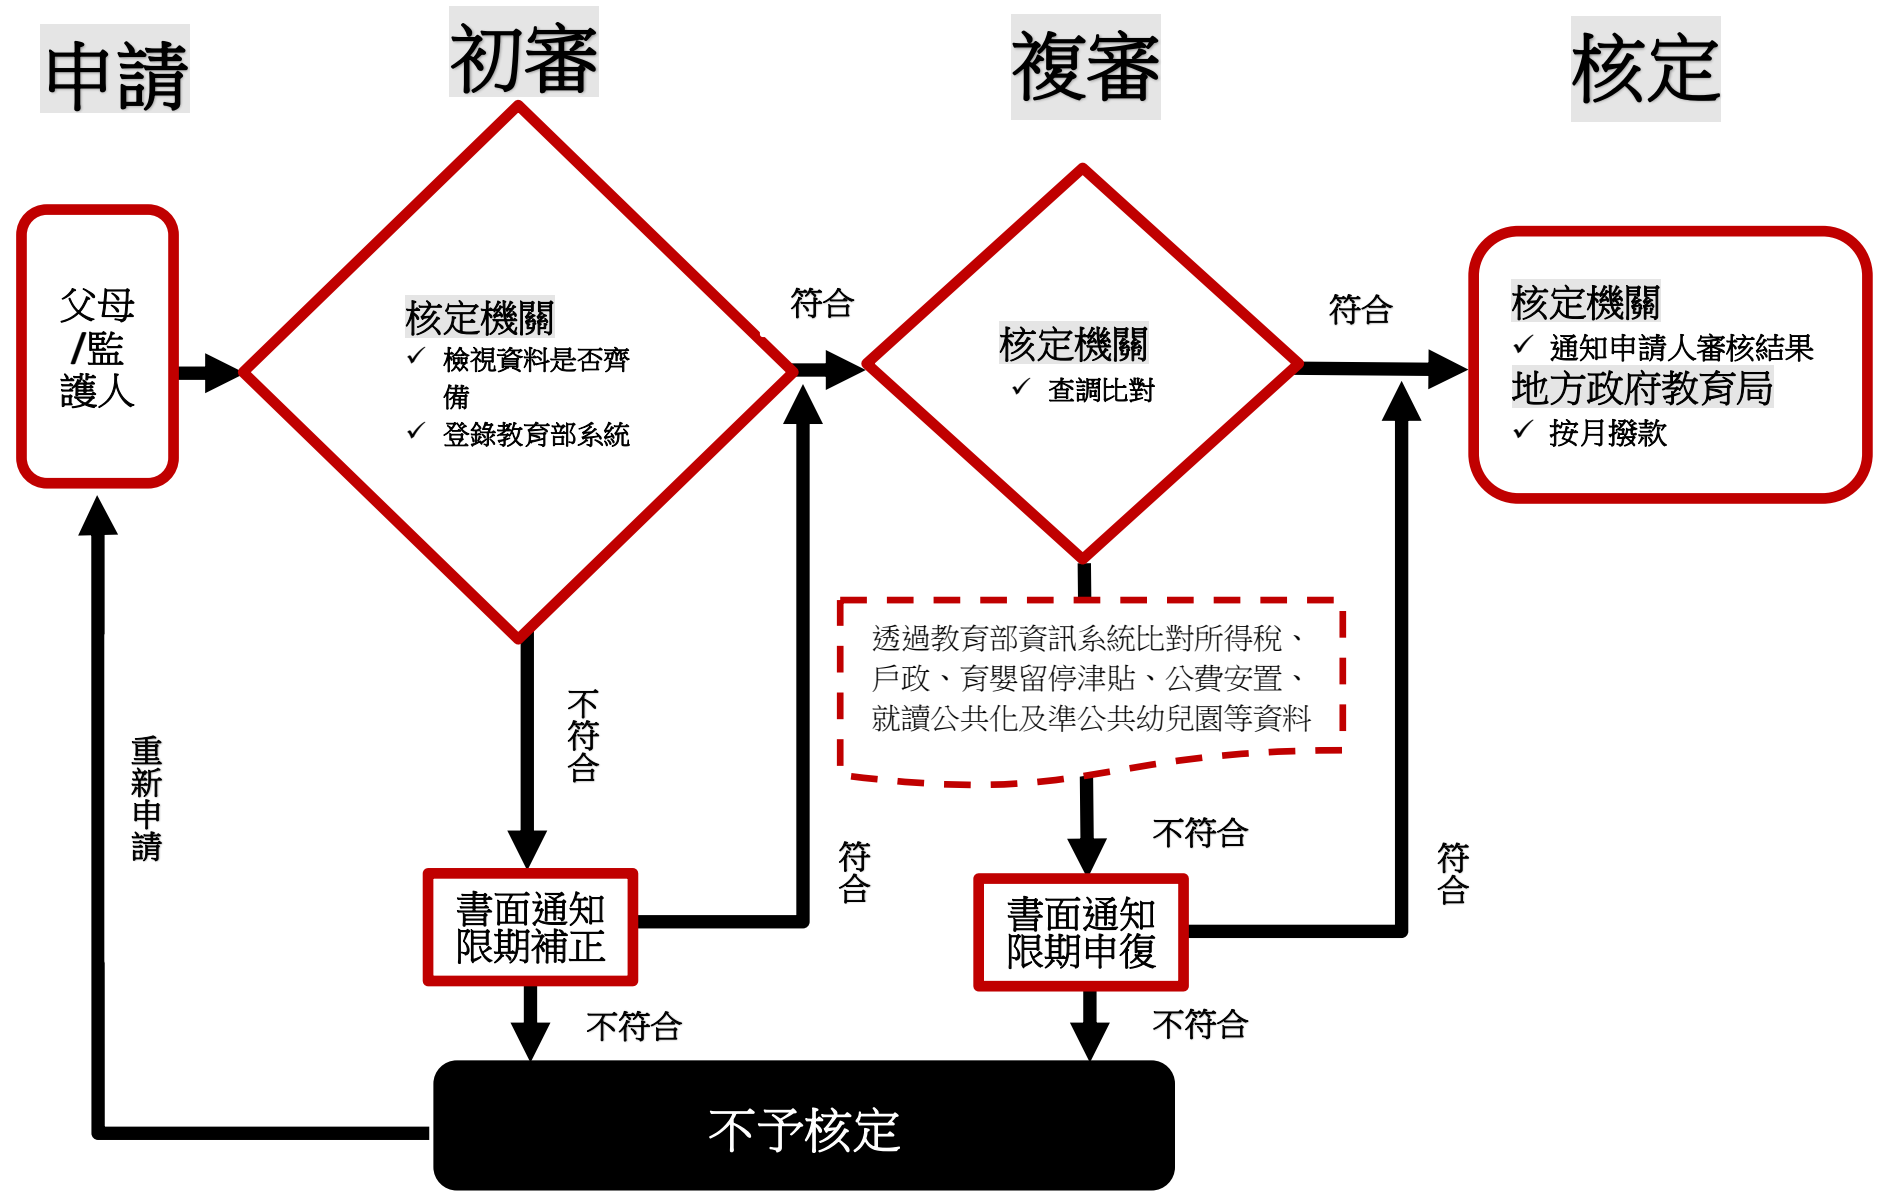 申請
初審
複審
核定
父母
/監
護人
核定機關
✓ 檢視資料是否齊
備
✓ 登錄教育部系統
符合
核定機關
✓ 查調比對
符合
核定機關
✓ 通知申請人審核結果
地方政府教育局
✓ 按月撥款
不符合
透過教育部資訊系統比對所得稅、
戶政、育嬰留停津貼、公費安置、
就讀公共化及準公共幼兒園等資料
重新申請
不符合
符合
符合
書面通知
限期補正
書面通知
限期申復
不符合
不符合
不予核定